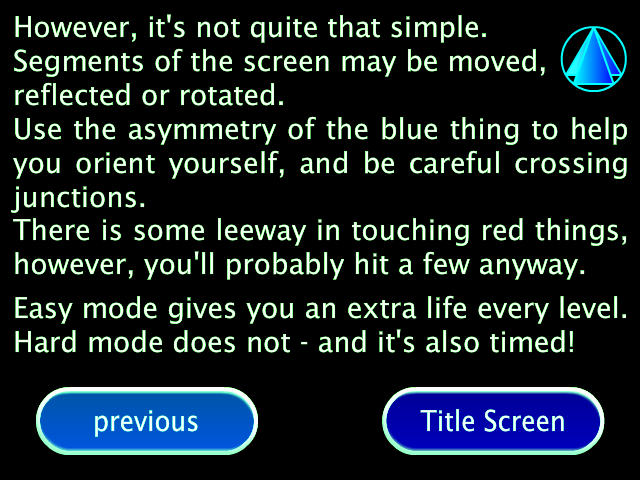 However, it's not quite that simple.
Segments of the screen may be moved,
reflected or rotated.
Use the asymmetry of the blue thing to help
you orient yourself, and be careful crossing
junctions.
There is some leeway in touching red things,
however, you'll probably hit a few anyway.
Easy mode gives you an extra life every level.
Hard mode does not - and it's also timed!
previous
Title Screen